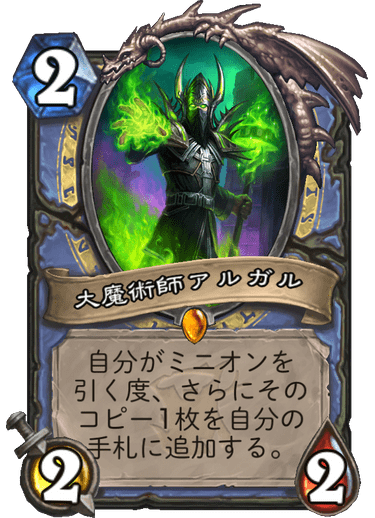 2
大魔術師アルガル
自分がミニオンを
引く度、さらにその
コピー1枚を自分の
手札に追加する。
2
2